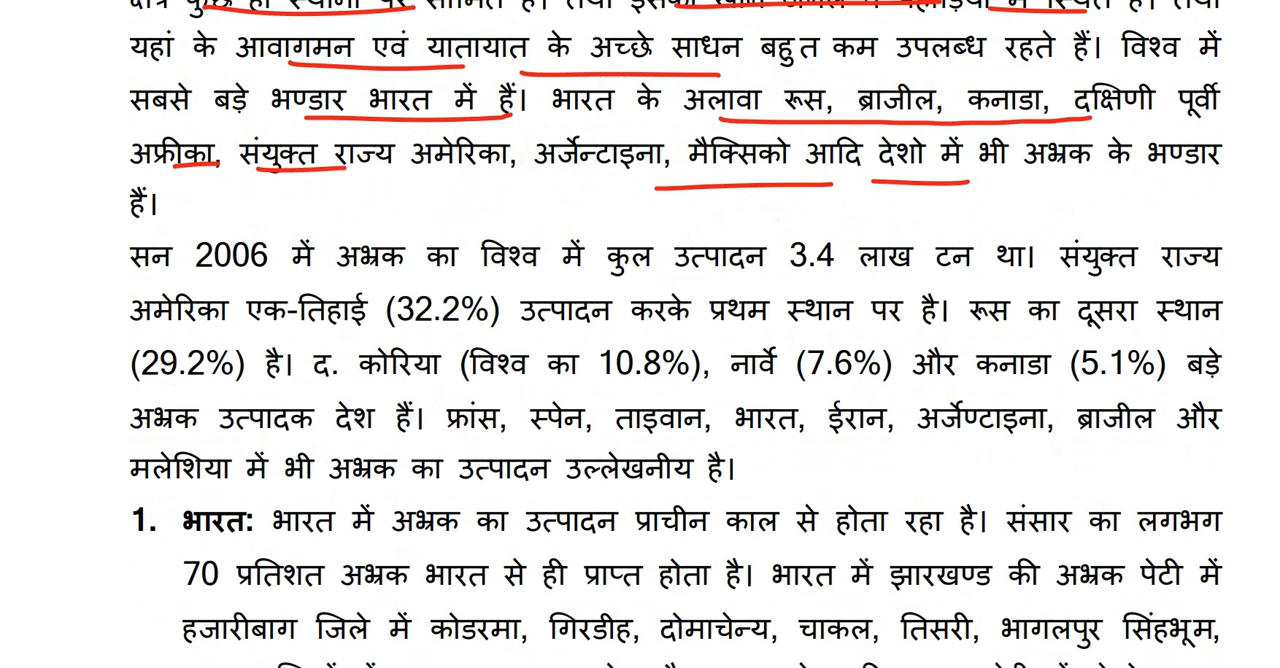 यहां के आवागमन एवं यातायात के अच्छे साधन बहुत कम उपलब्ध रहते हैं। विश्व में
सबसे बड़े भण्डार भारत में हैं। भारत के अलावा रूस, ब्राजील, कनाडा, दक्षिणी पूर्वी
अफ्रीका, संयुक्त राज्य अमेरिका, अर्जेन्टाइना, मैक्सिको आदि देशो में भी अभ्रक के भण्डार
हैं।
सन 2006 में अभ्रक का विश्व में कुल उत्पादन 3.4 लाख टन था। संयुक्त राज्य
अमेरिका एक-तिहाई (32.2%) उत्पादन करके प्रथम स्थान पर है। रूस का दूसरा स्थान
(29.2%) है। द. कोरिया (विश्व का 10.8%), नार्वे (7.6%) और कनाडा (5.1%) बड़े
अभ्रक उत्पादक देश हैं। फ्रांस, स्पेन, ताइवान, भारत, ईरान, अर्जेण्टाइना, ब्राजील और
मलेशिया में भी अभ्रक का उत्पादन उल्लेखनीय है।
1. भारत: भारत में अभ्रक का उत्पादन प्राचीन काल से होता रहा है। संसार का लगभग
70 प्रतिशत अभ्रक भारत से ही प्राप्त होता है। भारत में झारखण्ड की अभ्रक पेटी में
हजारीबाग जिले में कोडरमा, गिरडीह, दोमाचेन्य, चाकल, तिसरी, भागलपुर सिंहभूम,